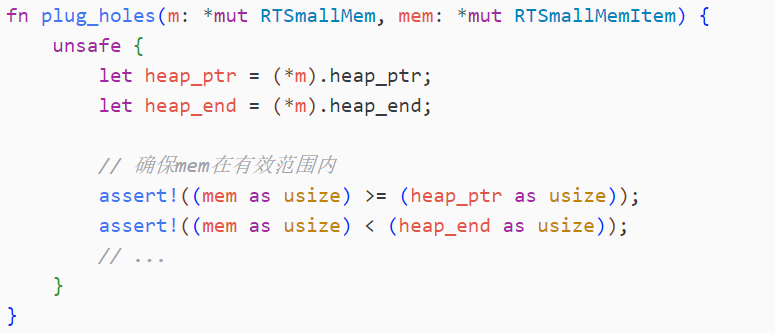 fn plug_holes(m: *mut RTSmallMem, mem: *mut RTSmallMemItem) {
    unsafe {
        let heap_ptr = (*m).heap_ptr;
        let heap_end = (*m).heap_end;

        // 确保mem在有效范围内
        assert!((mem as usize) >= (heap_ptr as usize));
        assert!((mem as usize) < (heap_end as usize));
        // ...
    }
}